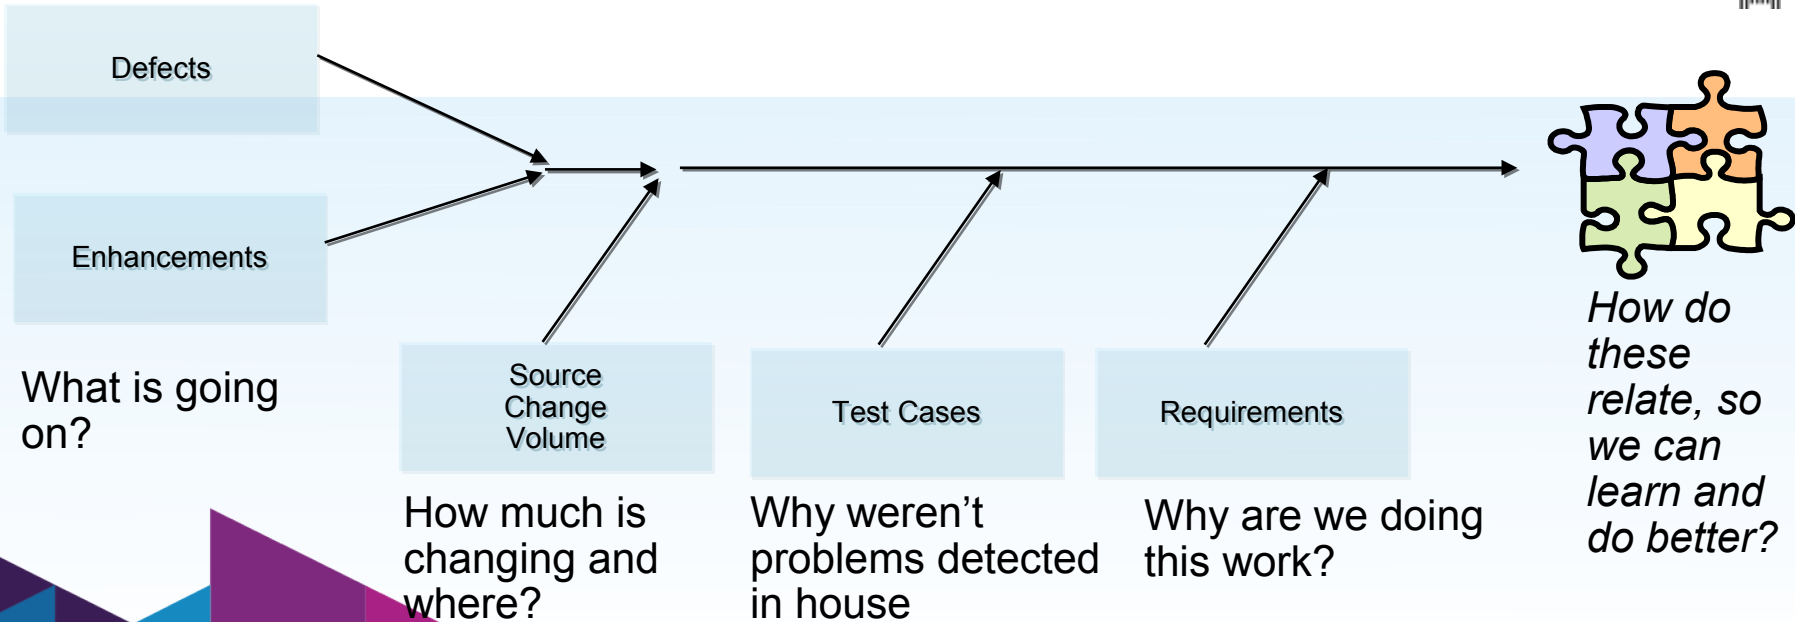 Defects
Enhancements
What is going
on?
Source
Change
Volume
How much is
changing and
where?
Test Cases
Why weren’t
problems detected
in house
Requirements
Why are we doing
this work?
How do
these
relate, so
we can
learn and
do better?